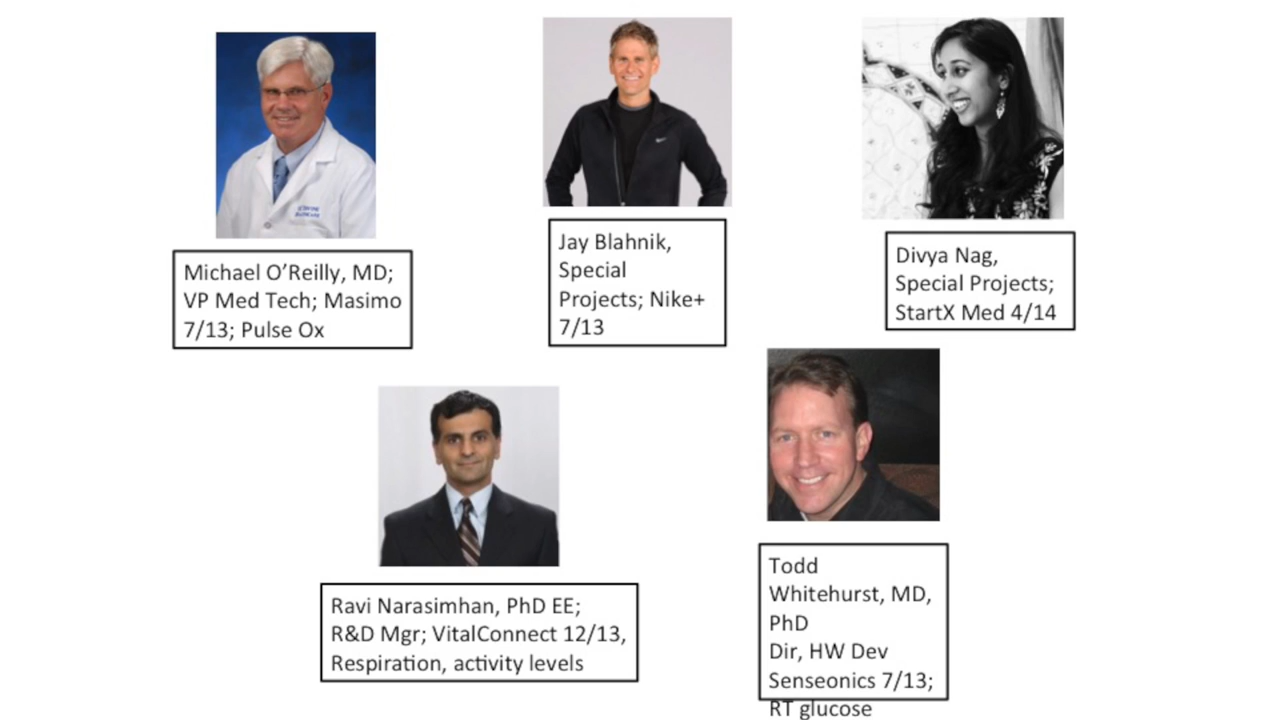 Michael O’Reilly, MD;
VP Med Tech; Masimo
7/13; Pulse Ox
Jay Blahnik,
Special
Projects; Nike+
7/13
Divya Nag,
Special Projects;
StartX Med 4/14
Ravi Narasimhan, PhD EE;
R&D Mgr; VitalConnect 12/13,
Respiration, activity levels
Todd
Whitehurst, MD,
PhD
Dir, HW Dev
Senseonics 7/13;
RT glucose